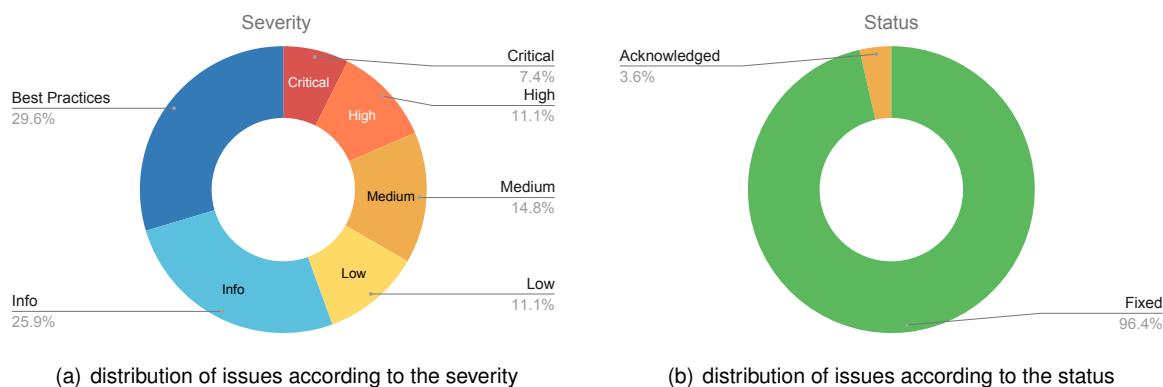 Severity
Critical
7.4%
High
11.1%
Medium
14.8%
Low
11.1%
Info
25.9%
Best Practices
29.6%
Critical
High
Medium
Low
Info
(a) distribution of issues according to the severity
Status
Acknowledged
3.6%
Fixed
96.4%
(b) distribution of issues according to the status